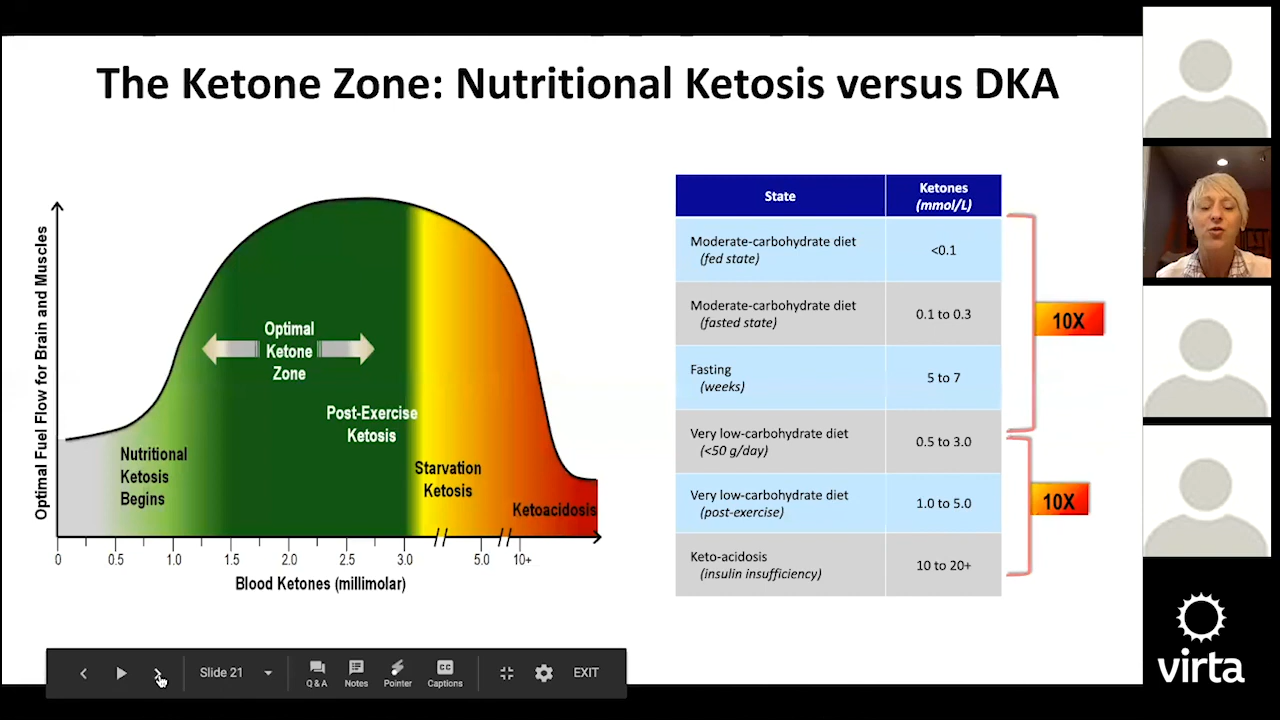 The Ketone Zone: Nutritional Ketosis versus DKA
Optimal Fuel Flow for Brain and Muscles
Optimal
Ketone
Zone
Post-Exercise
Ketosis
Nutritional
Ketosis
Begins
Starvation
Ketosis
Ketoacidosis
0 0.5 1.0 1.5 2.0 2.5 3.0 5.0 10+
Blood Ketones (millimolar)
State Ketones
(mmol/L)
Moderate-carbohydrate diet
(fed state) <0.1
Moderate-carbohydrate diet
(fasted state) 0.1 to 0.3
Fasting
(weeks) 5 to 7
Very low-carbohydrate diet
(<50 g/day) 0.5 to 3.0
Very low-carbohydrate diet
(post-exercise) 1.0 to 5.0
Keto-acidosis
(insulin insufficiency) 10 to 20+
10X
10X
Slide 21
Q & A
Notes
Pointer
CC
Captions
EXIT
virta